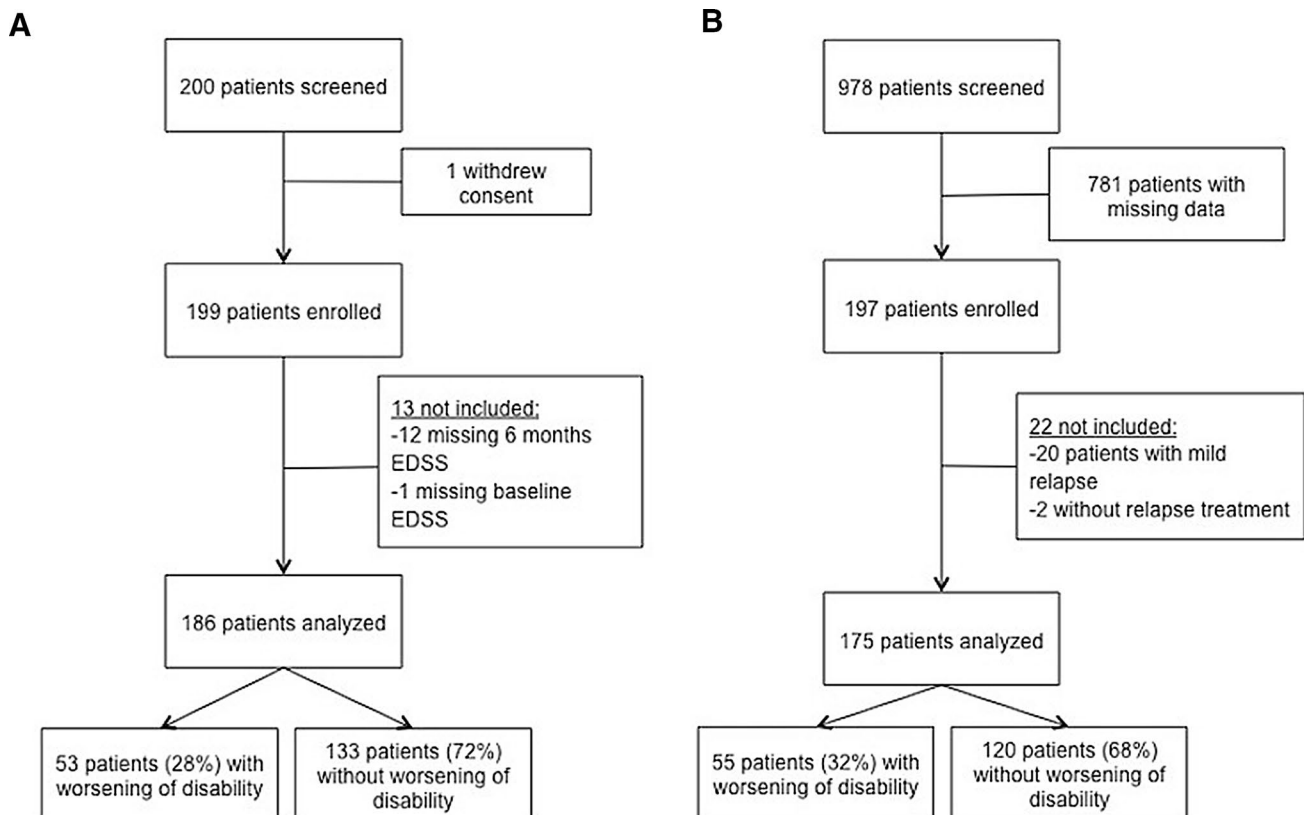 A
200 patients screened
1 withdrew
consent
199 patients enrolled
13 not included:
-12 missing 6 months
EDSS
-1 missing baseline
EDSS
186 patients analyzed
53 patients (28%) with
worsening of disability
133 patients (72%)
without worsening of
disability
B
978 patients screened
781 patients with
missing data
197 patients enrolled
22 not included:
-20 patients with mild
relapse
-2 without relapse treatment
175 patients analyzed
55 patients (32%) with
worsening of disability
120 patients (68%)
without worsening of
disability